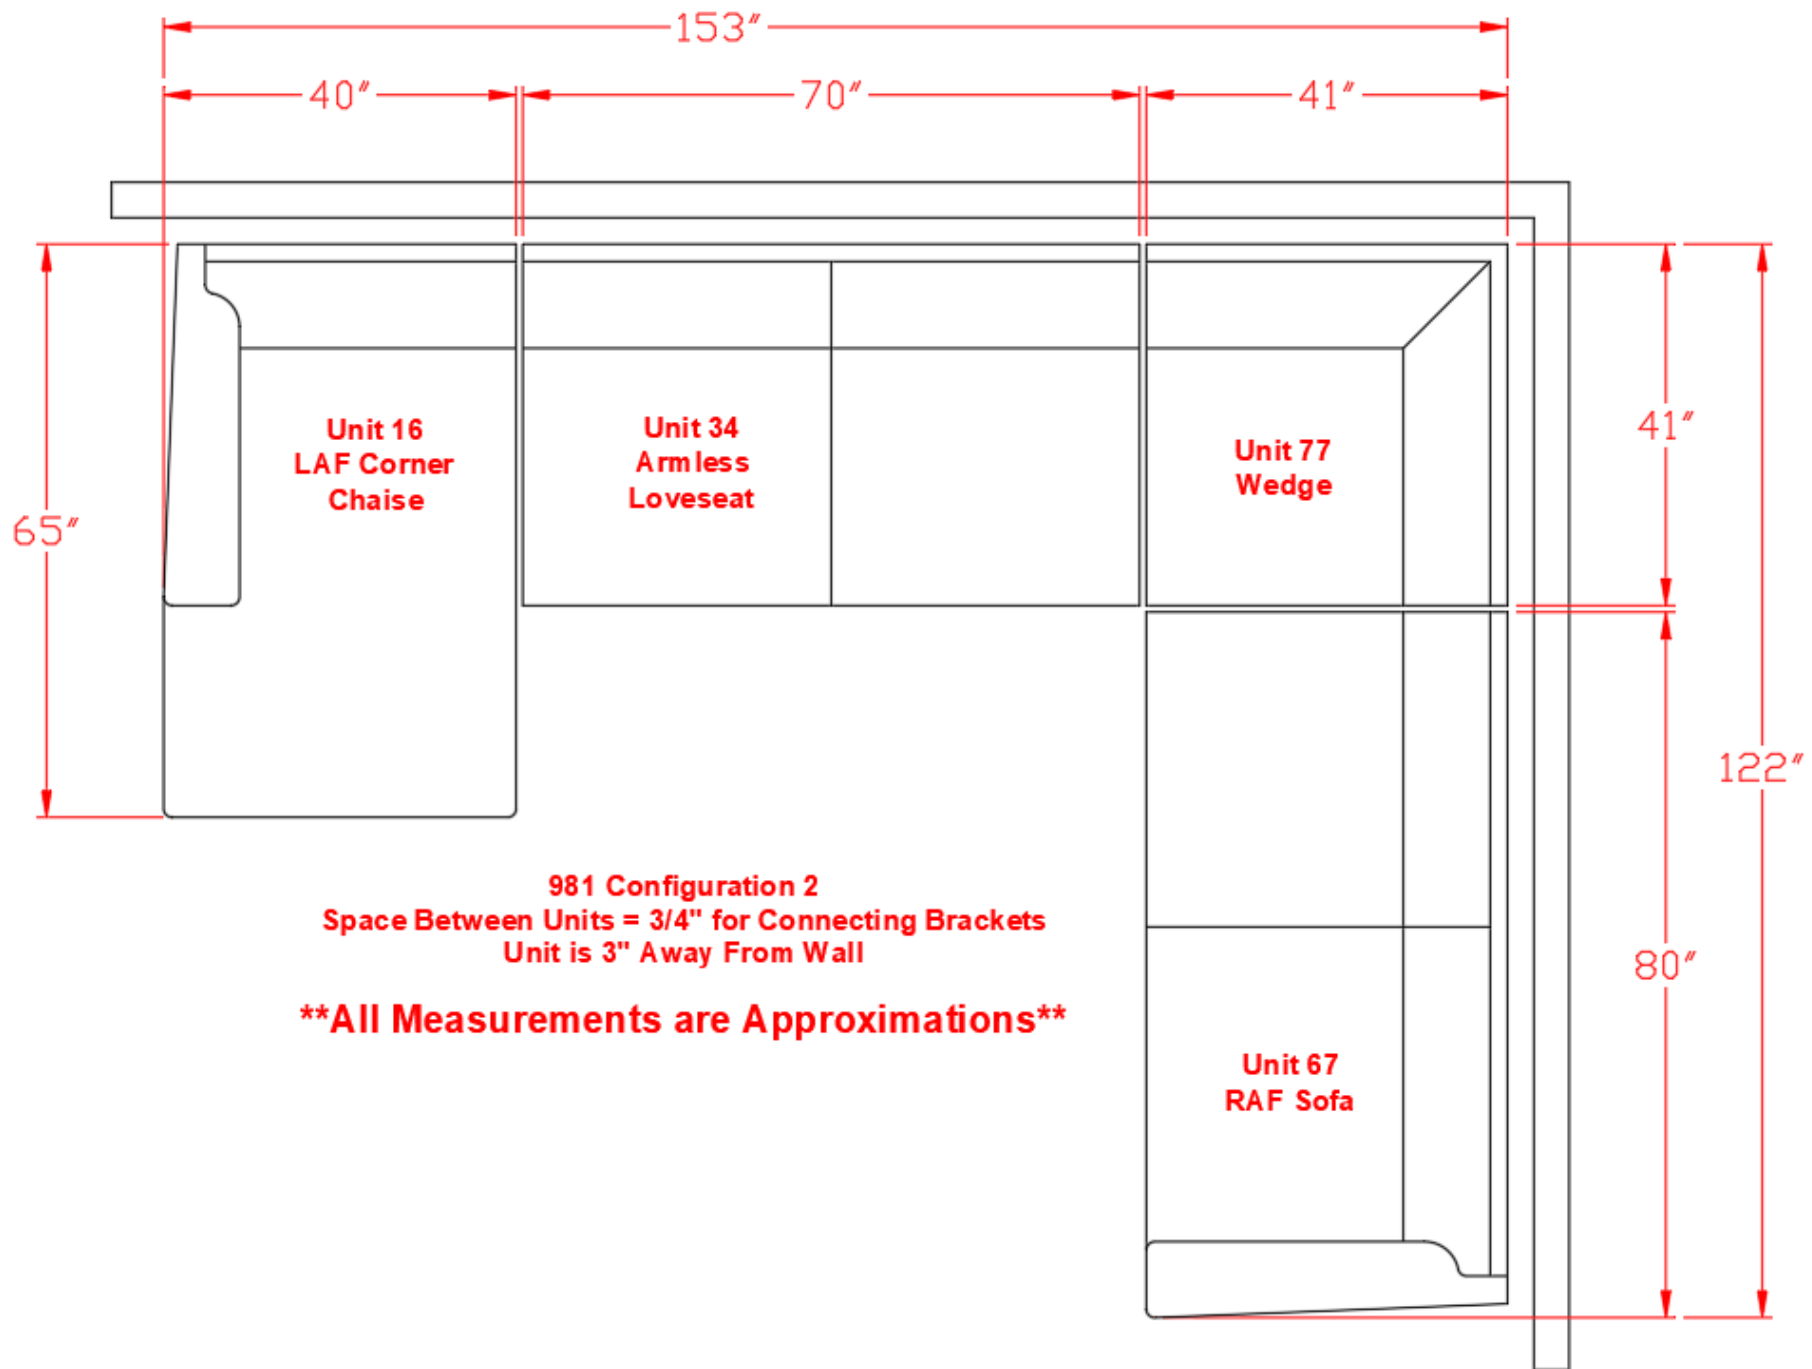 153"
40" 70" 41"
Unit 16
LAF Corner
Chaise
Unit 34
Armless
Loveseat
Unit 77
Wedge
41"
65"
122"
981 Configuration 2
Space Between Units = 3/4" for Connecting Brackets
Unit is 3" Away From Wall
80"
**All Measurements are Approximations**
Unit 67
RAF Sofa